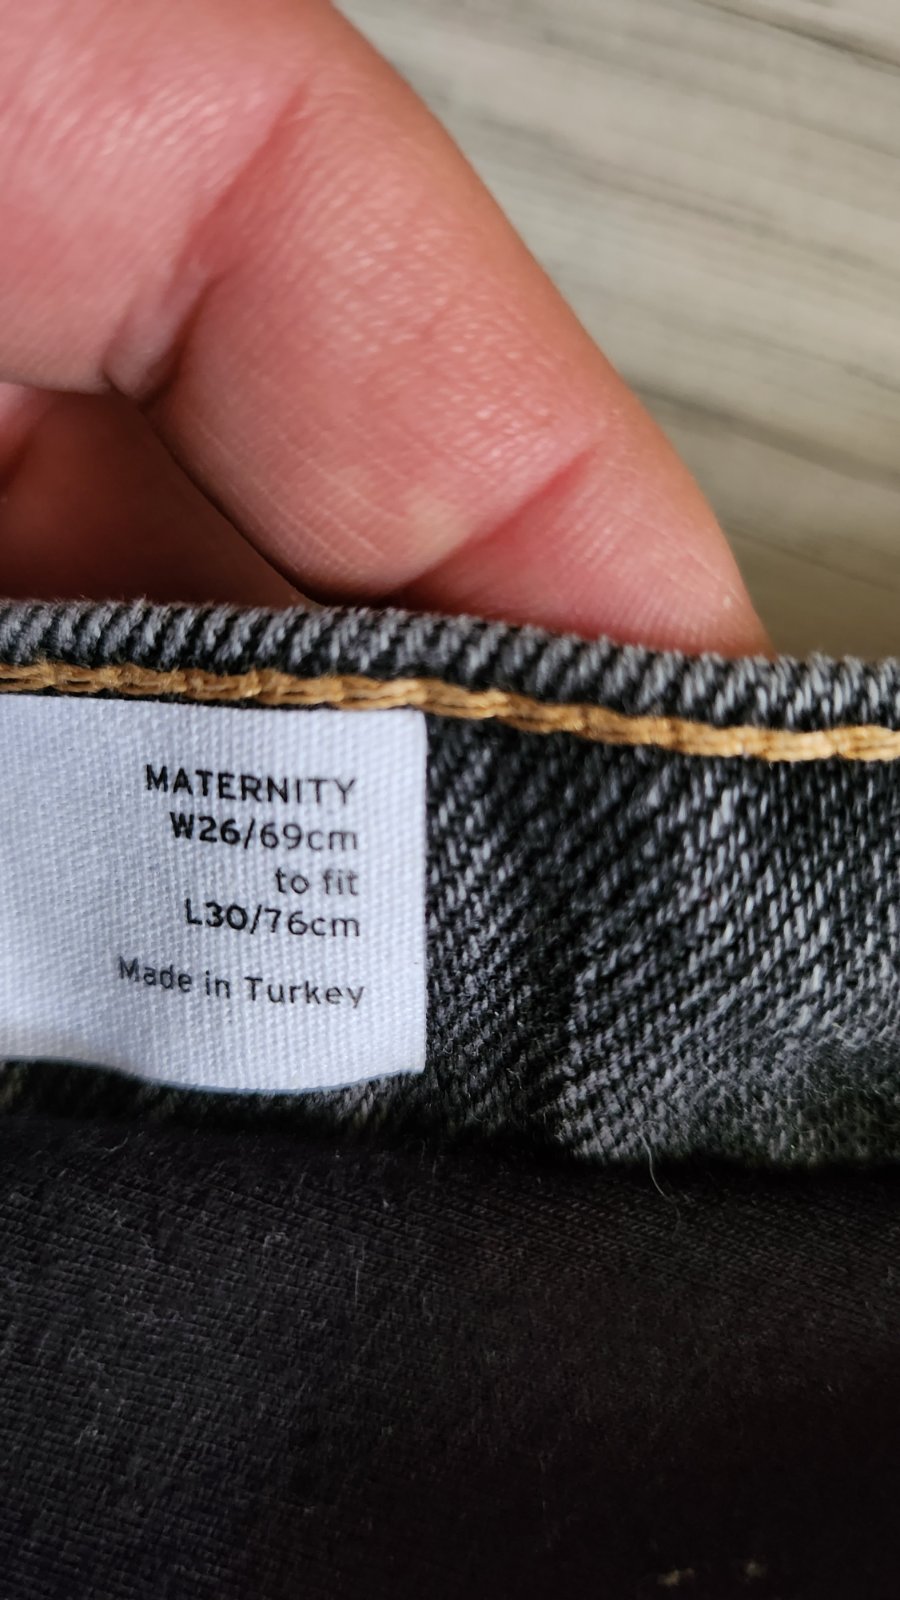 MATERNITY
W26/69cm
to fit
L30/76cm
Made in Turkey